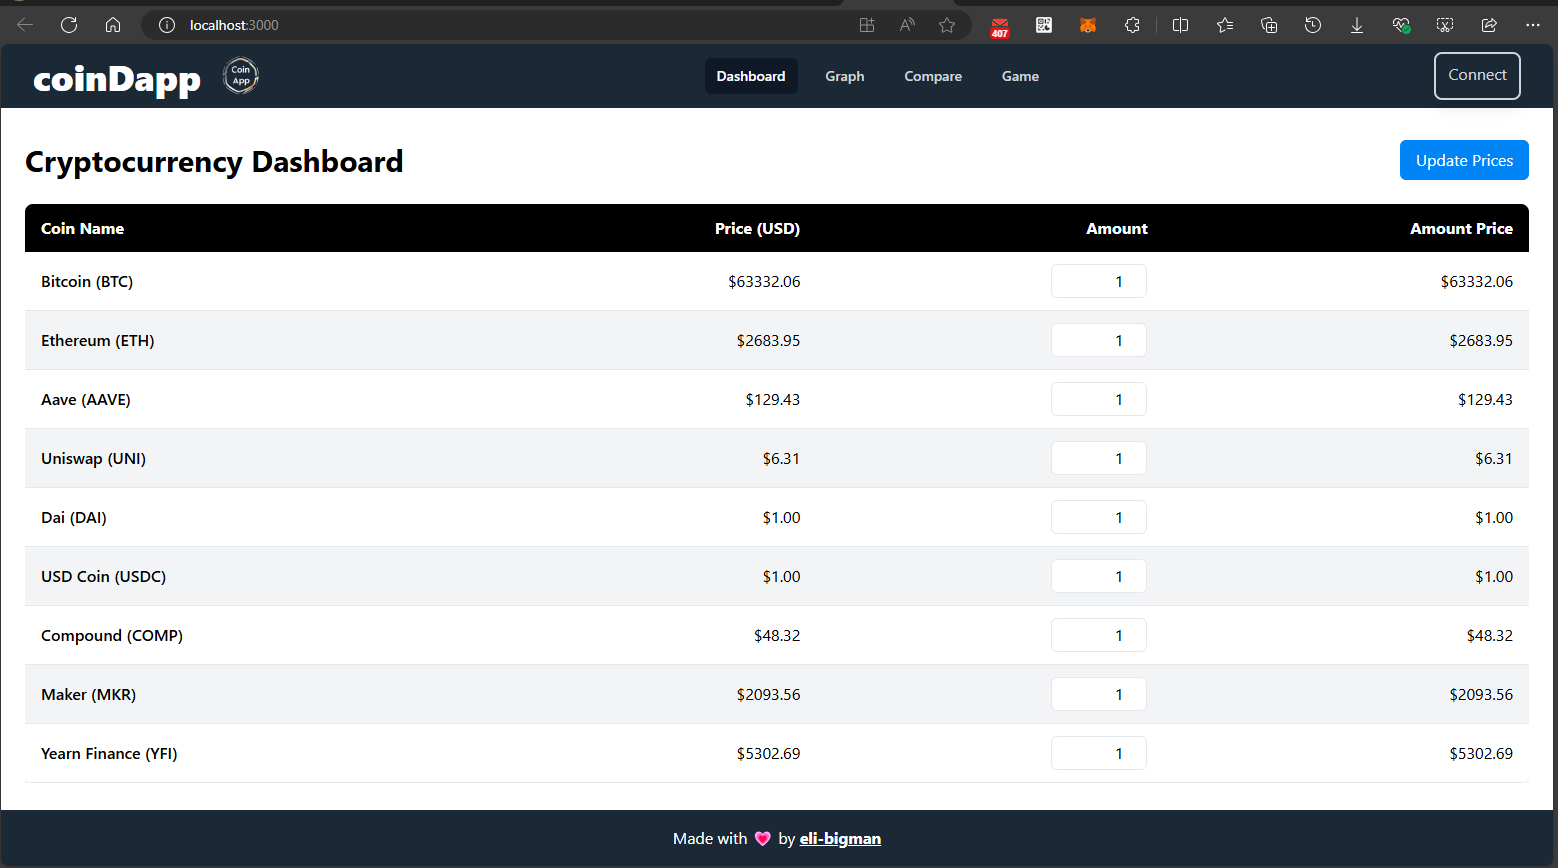 localhost:3000
407
coinDapp
Coin
App
Dashboard Graph Compare Game
Connect
Cryptocurrency Dashboard
Update Prices
Coin Name Price (USD) Amount Amount Price
Bitcoin (BTC) $63332.06 1 $63332.06
Ethereum (ETH) $2683.95 1 $2683.95
Aave (AAVE) $129.43 1 $129.43
Uniswap (UNI) $6.31 1 $6.31
Dai (DAI) $1.00 1 $1.00
USD Coin (USDC) $1.00 1 $1.00
Compound (COMP) $48.32 1 $48.32
Maker (MKR) $2093.56 1 $2093.56
Yearn Finance (YFI) $5302.69 1 $5302.69
Made with 💗 by eli-bigman